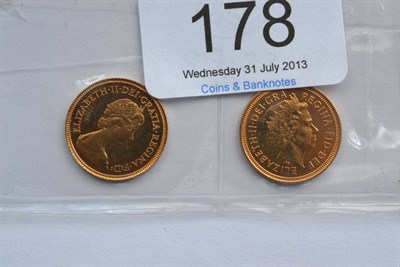 178
Wednesday 31 July 2013
Coins & Banknotes
ELIZABETH·II·DEI·GRATIA·REGINA·F:D:
ELIZABETH·II·DEI·GRA REGINA·FID·DEF